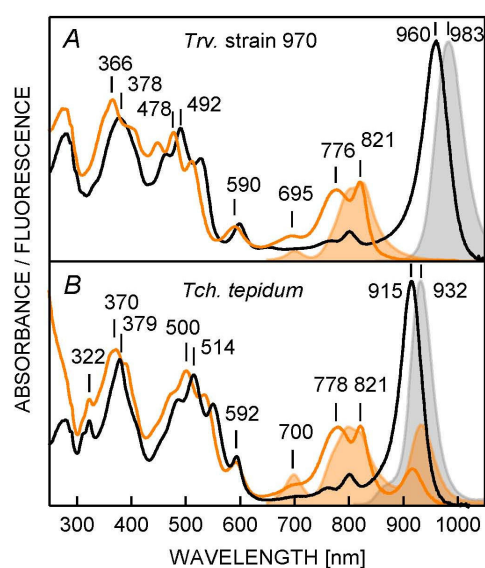 A Trv. strain 970 960 983
366
378
478 492
590
695
776 821
B Tch. tepidum 915 932
370
379
322
500
514
592
700
778 821
300 400 500 600 700 800 900 1000
WAVELENGTH [nm]
ABSORBANCE / FLUORESCENCE